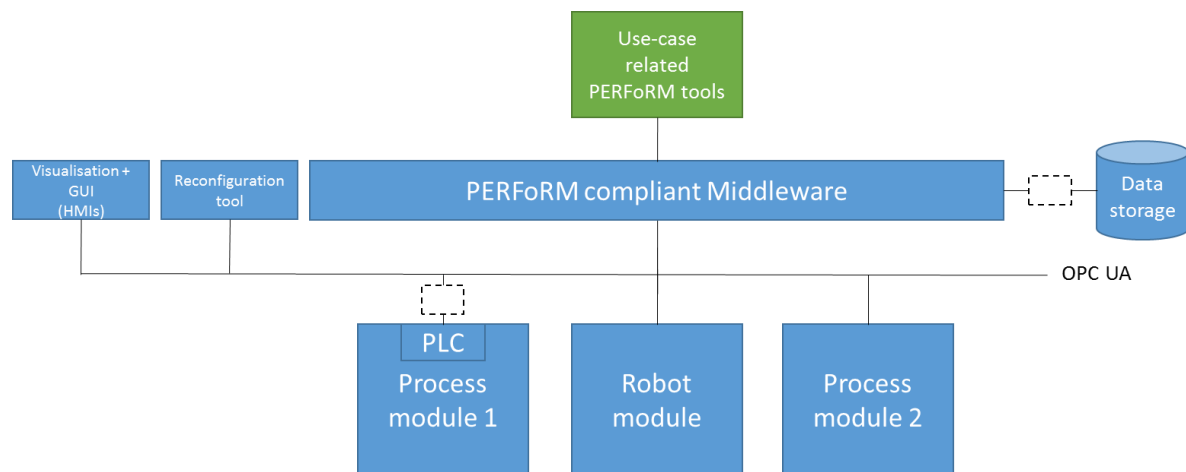 Use-case
related
PERFoRM tools
Visualisation +
GUI
(HMIs)
Reconfiguration
tool
PERFoRM compliant Middleware
Data
storage
OPC UA
PLC
Process
module 1
Robot
module
Process
module 2